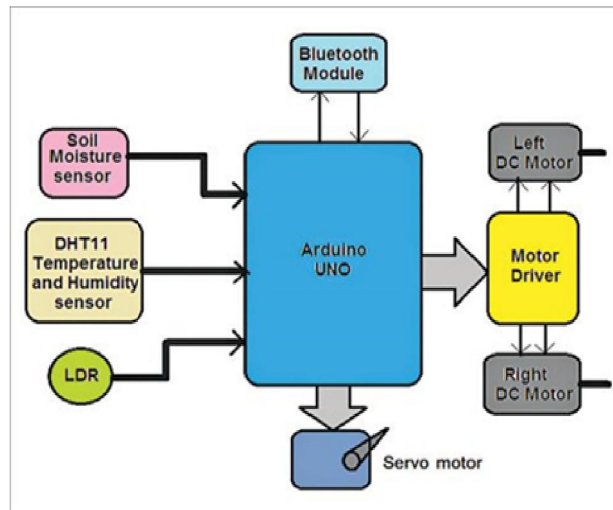 Bluetooth
Module
Soil
Moisture
sensor
Left
DC Motor
DHT11
Temperature
and Humidity
sensor
Arduino
UNO
Motor
Driver
LDR
Right
DC Motor
Servo motor